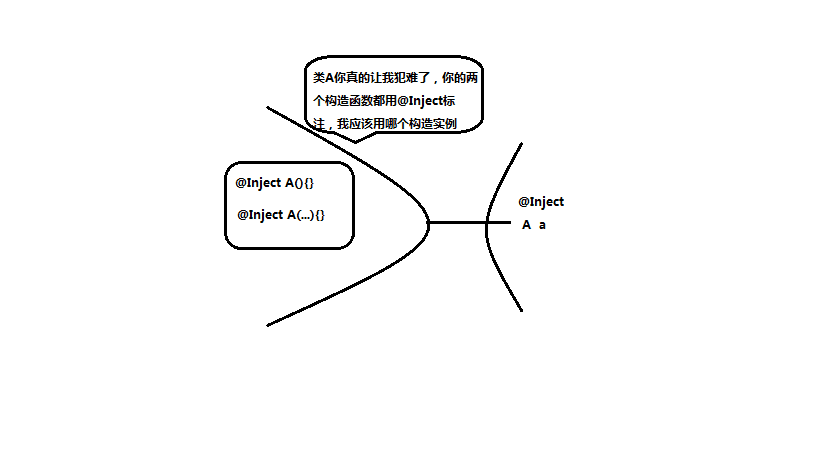 类A你真的让我犯难了，你的两
个构造函数都用@Inject标
注，我应该用哪个构造实例
@Inject A(){}
@Inject A(...){}
@Inject
A a